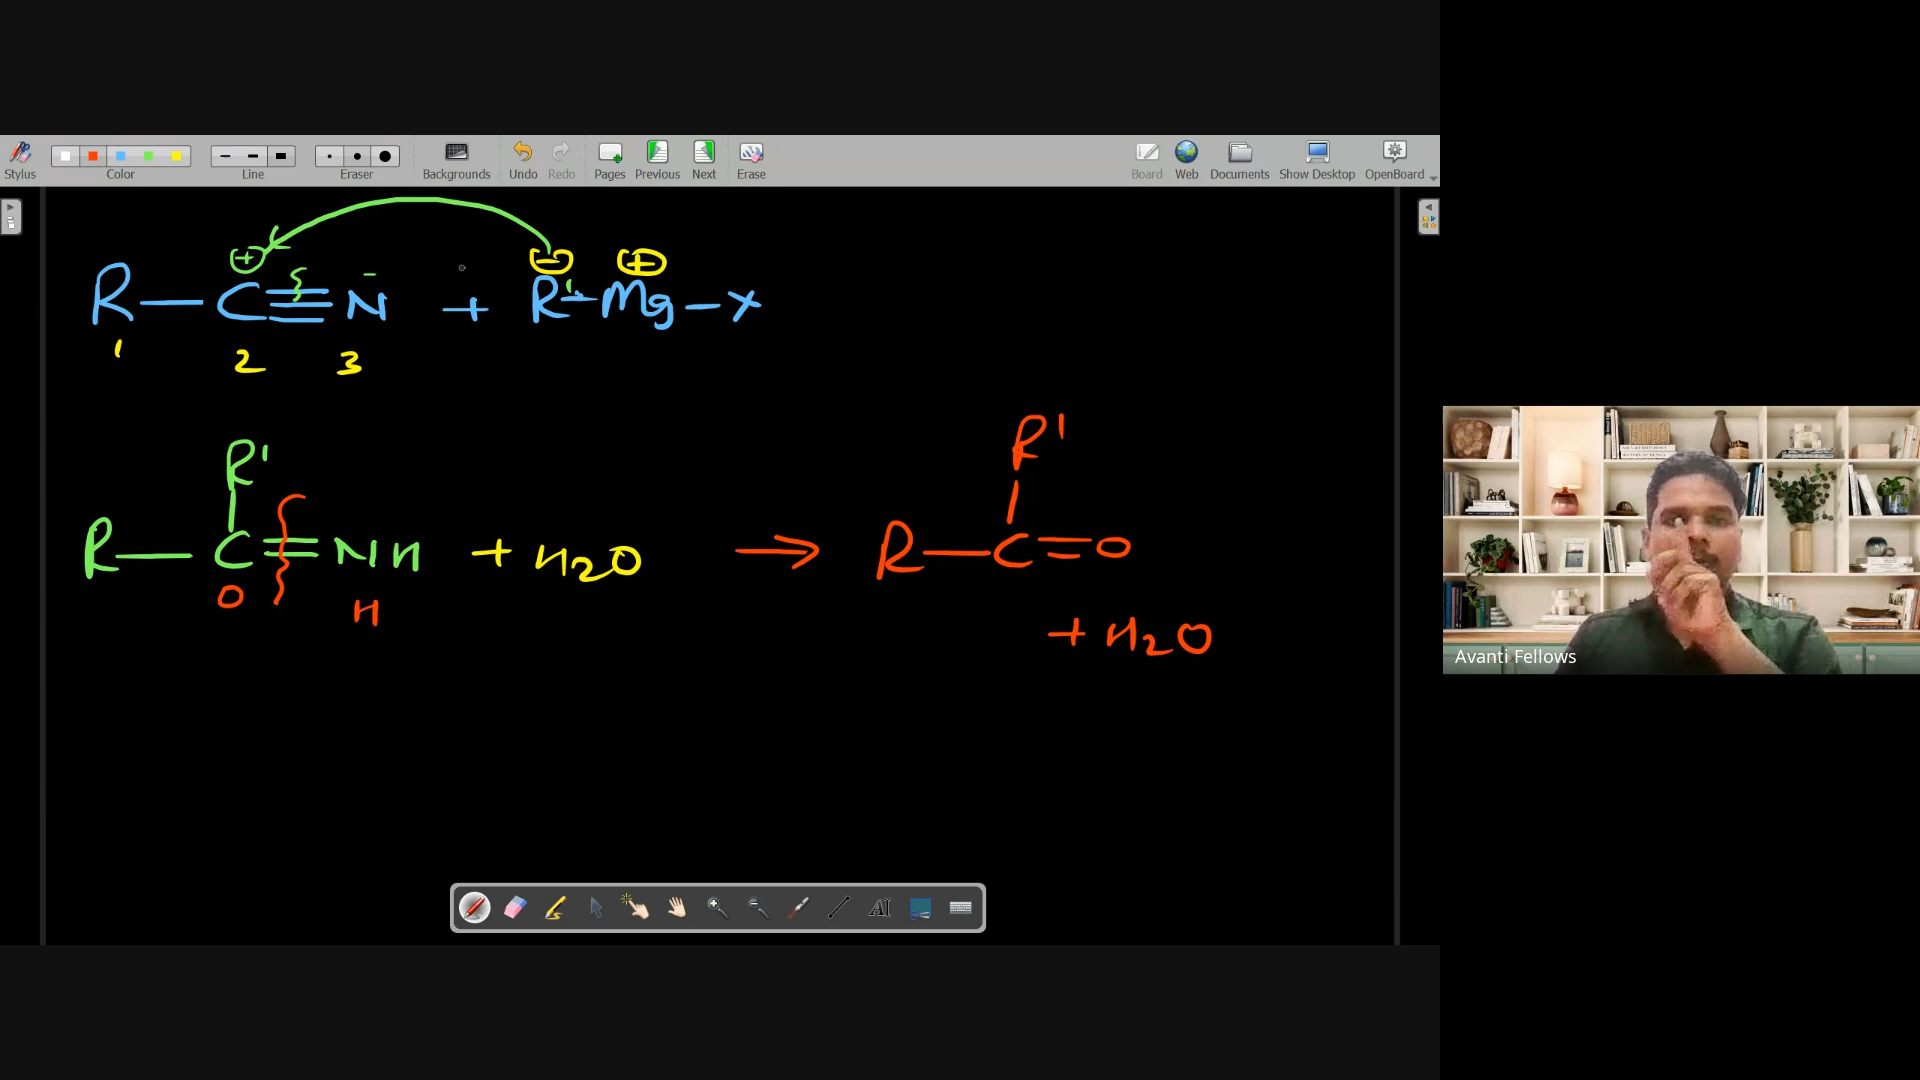 Stylus Color Line Eraser Backgrounds Undo Redo Pages Previous Next Erase Board Web Documents Show Desktop OpenBoard
R—C≡N + R'—Mg—X
1 2 3
R' R'
R—C=NH + H2O → R—C=O
O H
+ H2O
AI
Avanti Fellows